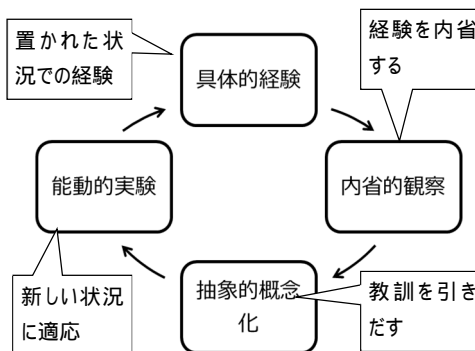 置かれた状
況での経験
経験を内省
する
具体的経験
能動的実験
内省的観察
新しい状況
に適応
抽象的概念
化
教訓を引き
だす